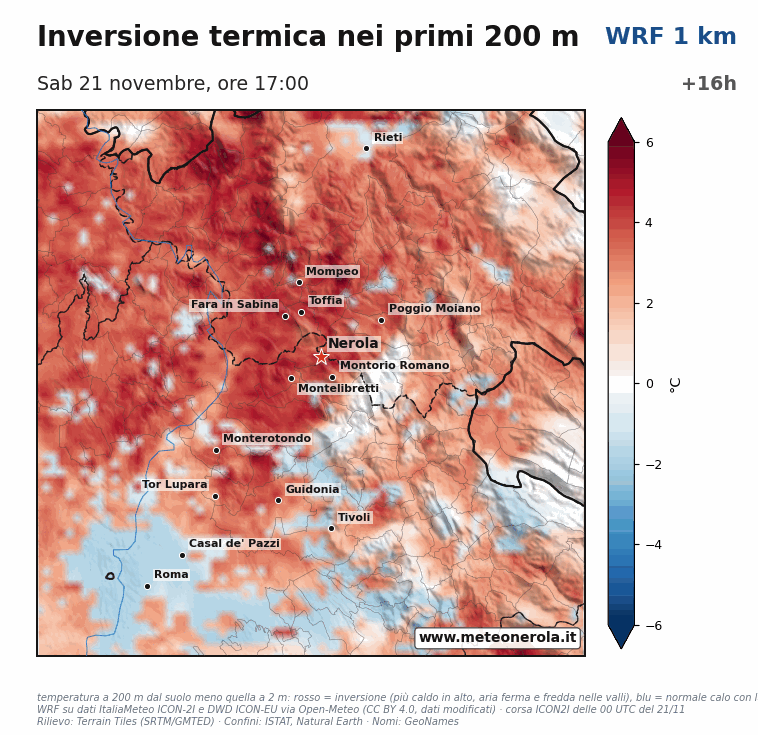 Inversione termica nei primi 200 m WRF 1 km
Sab 21 novembre, ore 17:00 +16h
Rieti
Mompeo
Fara in Sabina
Toffia
Poggio Moiano
Nerola
Montorio Romano
Montelibretti
Monterotondo
Tor Lupara
Guidonia
Tivoli
Casal de' Pazzi
Roma
www.meteonerola.it
6
4
2
0
−2
−4
−6
°C
temperatura a 200 m dal suolo meno quella a 2 m: rosso = inversione (più caldo in alto, aria ferma e fredda nelle valli), blu = normale calo con l
WRF su dati ItaliaMeteo ICON-2I e DWD ICON-EU via Open-Meteo (CC BY 4.0, dati modificati) · corsa ICON2I delle 00 UTC del 21/11
Rilievo: Terrain Tiles (SRTM/GMTED) · Confini: ISTAT, Natural Earth · Nomi: GeoNames